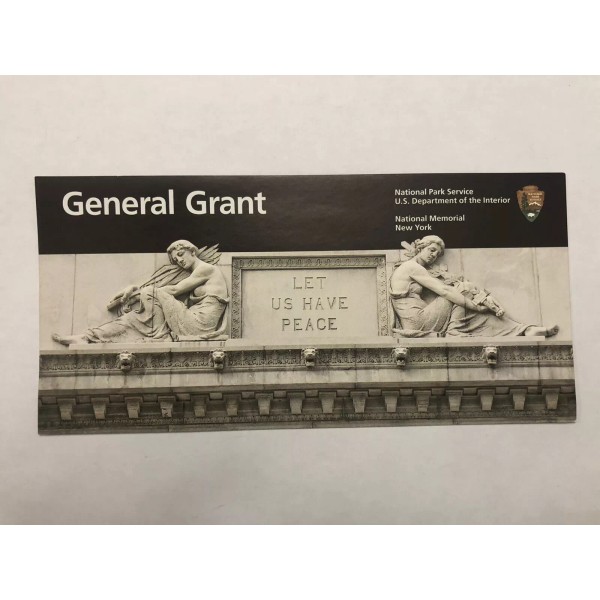 General Grant
National Park Service
U.S. Department of the Interior
National Memorial
New York
LET
US HAVE
PEACE